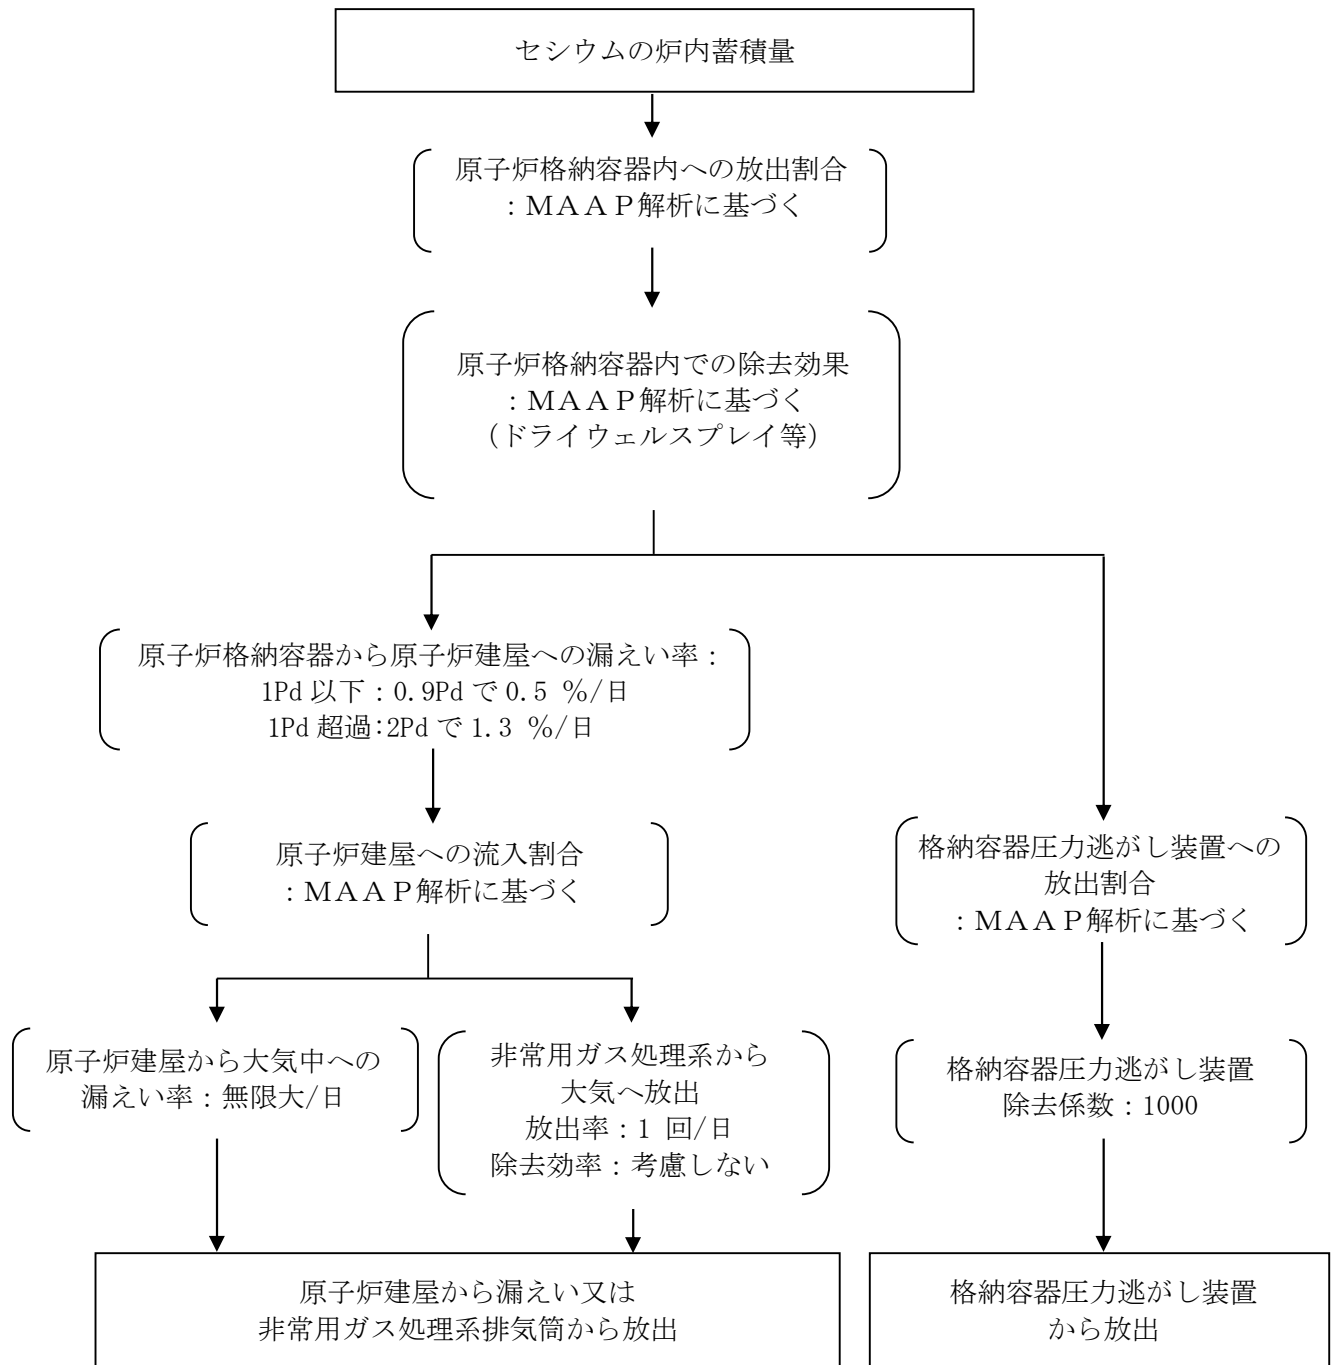 セシウムの炉内蓄積量
原子炉格納容器内への放出割合
：ＭＡＡＰ解析に基づく
原子炉格納容器内での除去効果
：ＭＡＡＰ解析に基づく
（ドライウェルスプレイ等）
原子炉格納容器から原子炉建屋への漏えい率：
1Pd 以下：0.9Pd で 0.5 ％/日
1Pd 超過：2Pd で 1.3 ％/日
原子炉建屋への流入割合
：ＭＡＡＰ解析に基づく
格納容器圧力逃がし装置への
放出割合
：ＭＡＡＰ解析に基づく
原子炉建屋から大気中への
漏えい率：無限大/日
非常用ガス処理系から
大気へ放出
放出率：1 回/日
除去効率：考慮しない
格納容器圧力逃がし装置
除去係数：1000
原子炉建屋から漏えい又は
非常用ガス処理系排気筒から放出
格納容器圧力逃がし装置
から放出